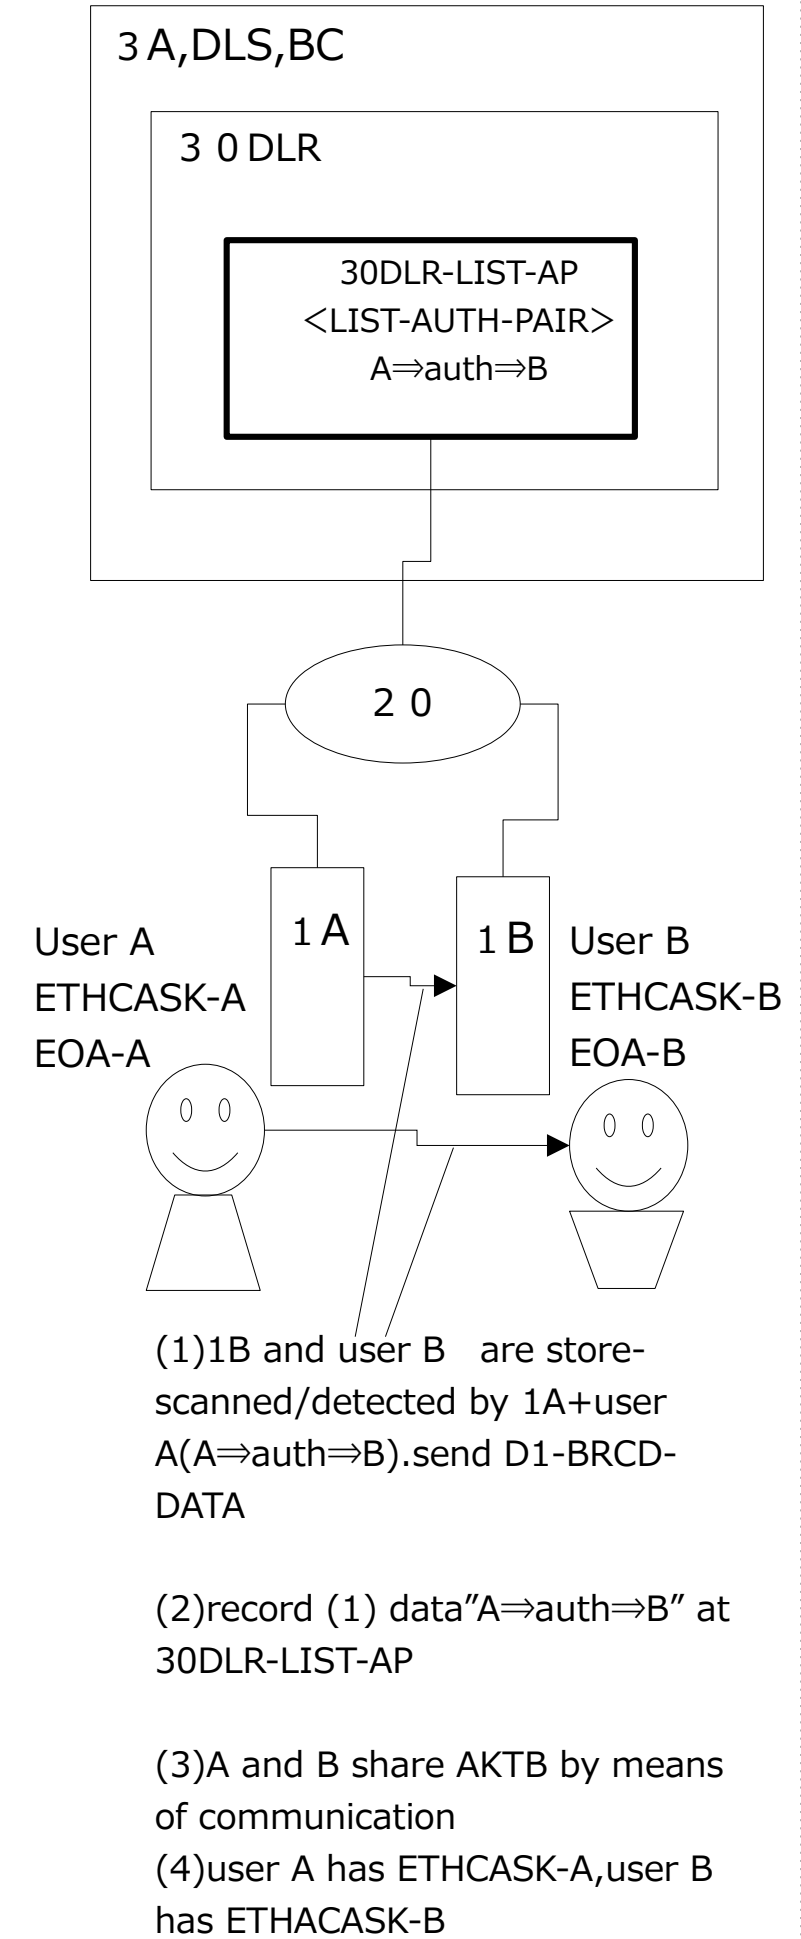 ３A,DLS,BC
３０DLR
30DLR-LIST-AP
＜LIST-AUTH-PAIR＞
A⇒auth⇒B
２０
１A
１B
User A
ETHCASK-A
EOA-A
User B
ETHCASK-B
EOA-B
(1)1B and user B　are store-
scanned/detected by 1A+user
A(A⇒auth⇒B).send D1-BRCD-
DATA
(2)record (1) data”A⇒auth⇒B” at
30DLR-LIST-AP
(3)A and B share AKTB by means
of communication
(4)user A has ETHCASK-A,user B
has ETHACASK-B